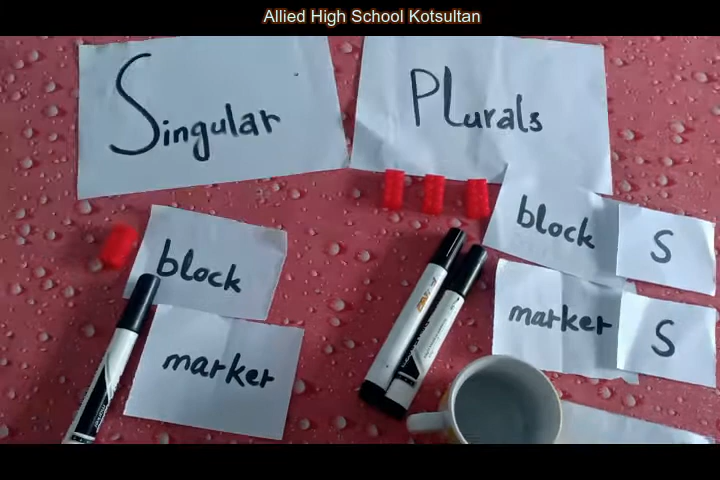 Allied High School Kotsultan
Singular
PLurals
block
marker
block S
marker S